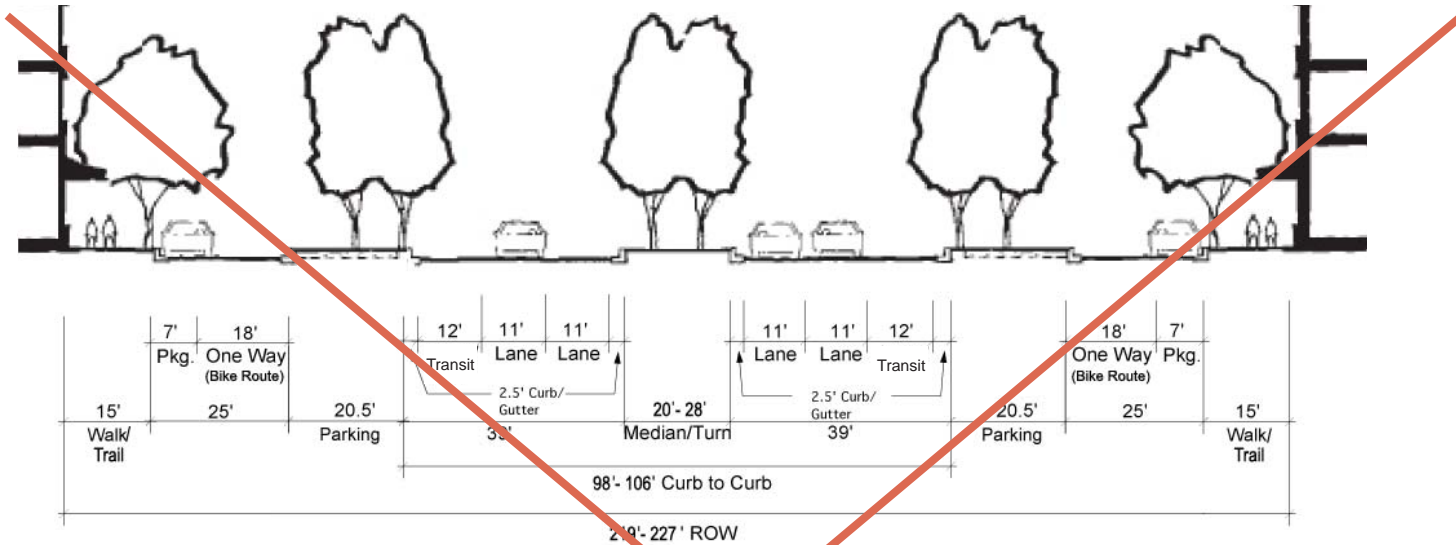 7' 18' 12' 11' 11' 11' 11' 12' 18' 7'
Pkg. One Way Transit Lane Lane Lane Lane Transit One Way Pkg.
(Bike Route) (Bike Route)
2.5' Curb/ 2.5' Curb/
Gutter Gutter
15' 25' 20.5' 20'- 28' 20.5' 25' 15'
Walk/ Parking 39' Median/Turn 39' Parking Walk/
Trail Trail
98'- 106' Curb to Curb
219'- 227 ' ROW